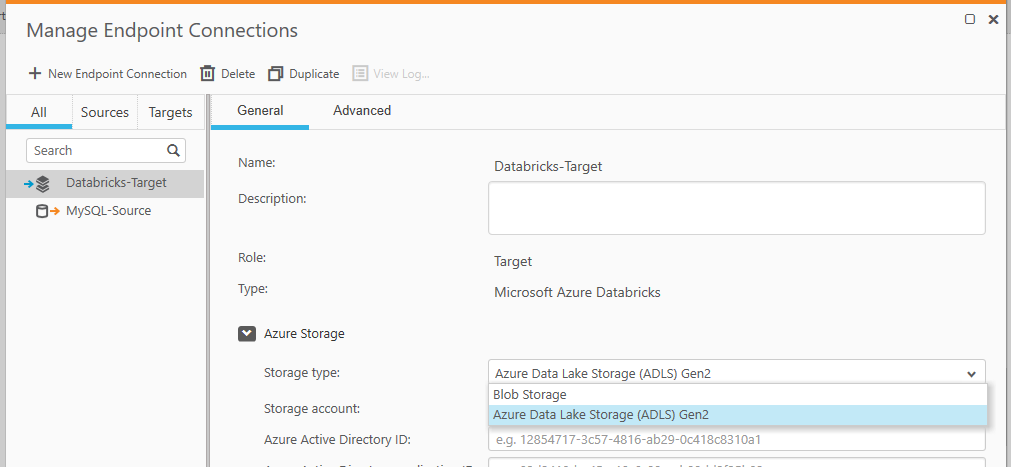 Manage Endpoint Connections
New Endpoint Connection Delete Duplicate View Log...
All Sources Targets
Search
Databricks-Target
MySQL-Source
General Advanced
Name: Databricks-Target
Description:
Role: Target
Type: Microsoft Azure Databricks
Azure Storage
Storage type: Azure Data Lake Storage (ADLS) Gen2
Blob Storage
Azure Data Lake Storage (ADLS) Gen2
Storage account:
Azure Active Directory ID: e.g. 12854717-3c57-4816-ab29-0c418c8310a1